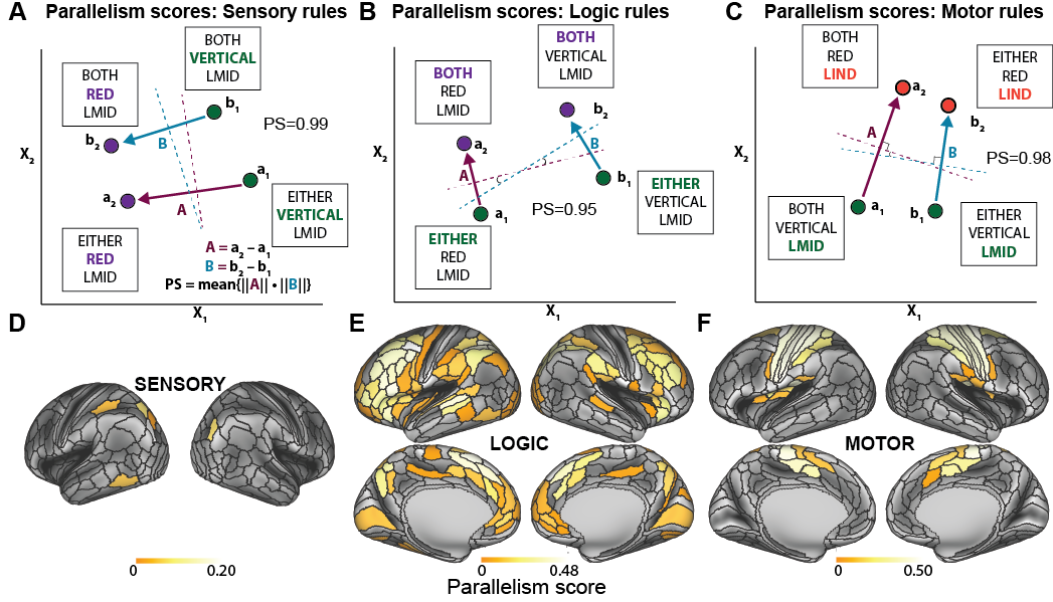 A Parallelism scores: Sensory rules
BOTH
VERTICAL
LMID
BOTH
RED
LMID
b1
b2
B
PS=0.99
X2
a1
a2
A
EITHER
VERTICAL
LMID
EITHER
RED
LMID
A = a2 – a1
B = b2 – b1
PS = mean{||A|| • ||B||}
X1
B Parallelism scores: Logic rules
BOTH
VERTICAL
LMID
BOTH
RED
LMID
b2
a2
B
X2
A
b1
a1
PS=0.95
EITHER
VERTICAL
LMID
EITHER
RED
LMID
C Parallelism scores: Motor rules
BOTH
RED
LIND
EITHER
RED
LIND
a2
b2
A
B
X2
PS=0.98
a1
b1
BOTH
VERTICAL
LMID
EITHER
VERTICAL
LMID
X1
D
SENSORY
0
0.20
E
LOGIC
0
0.48
Parallelism score
F
MOTOR
0
0.50